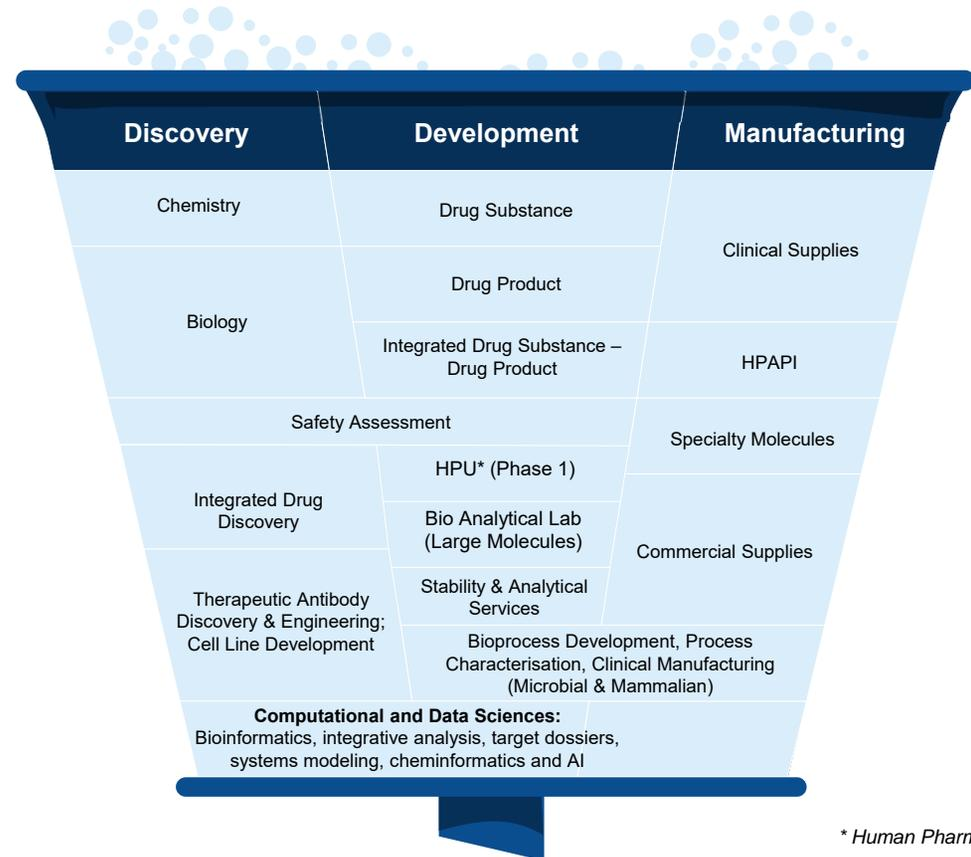 Discovery
Development
Manufacturing
Chemistry
Drug Substance
Clinical Supplies
Drug Product
Biology
Integrated Drug Substance –
Drug Product
HPAPI
Safety Assessment
Specialty Molecules
HPU* (Phase 1)
Integrated Drug
Discovery
Bio Analytical Lab
(Large Molecules)
Commercial Supplies
Stability & Analytical
Services
Therapeutic Antibody
Discovery & Engineering;
Cell Line Development
Bioprocess Development, Process
Characterisation, Clinical Manufacturing
(Microbial & Mammalian)
Computational and Data Sciences:
Bioinformatics, integrative analysis, target dossiers,
systems modeling, cheminformatics and AI
* Human